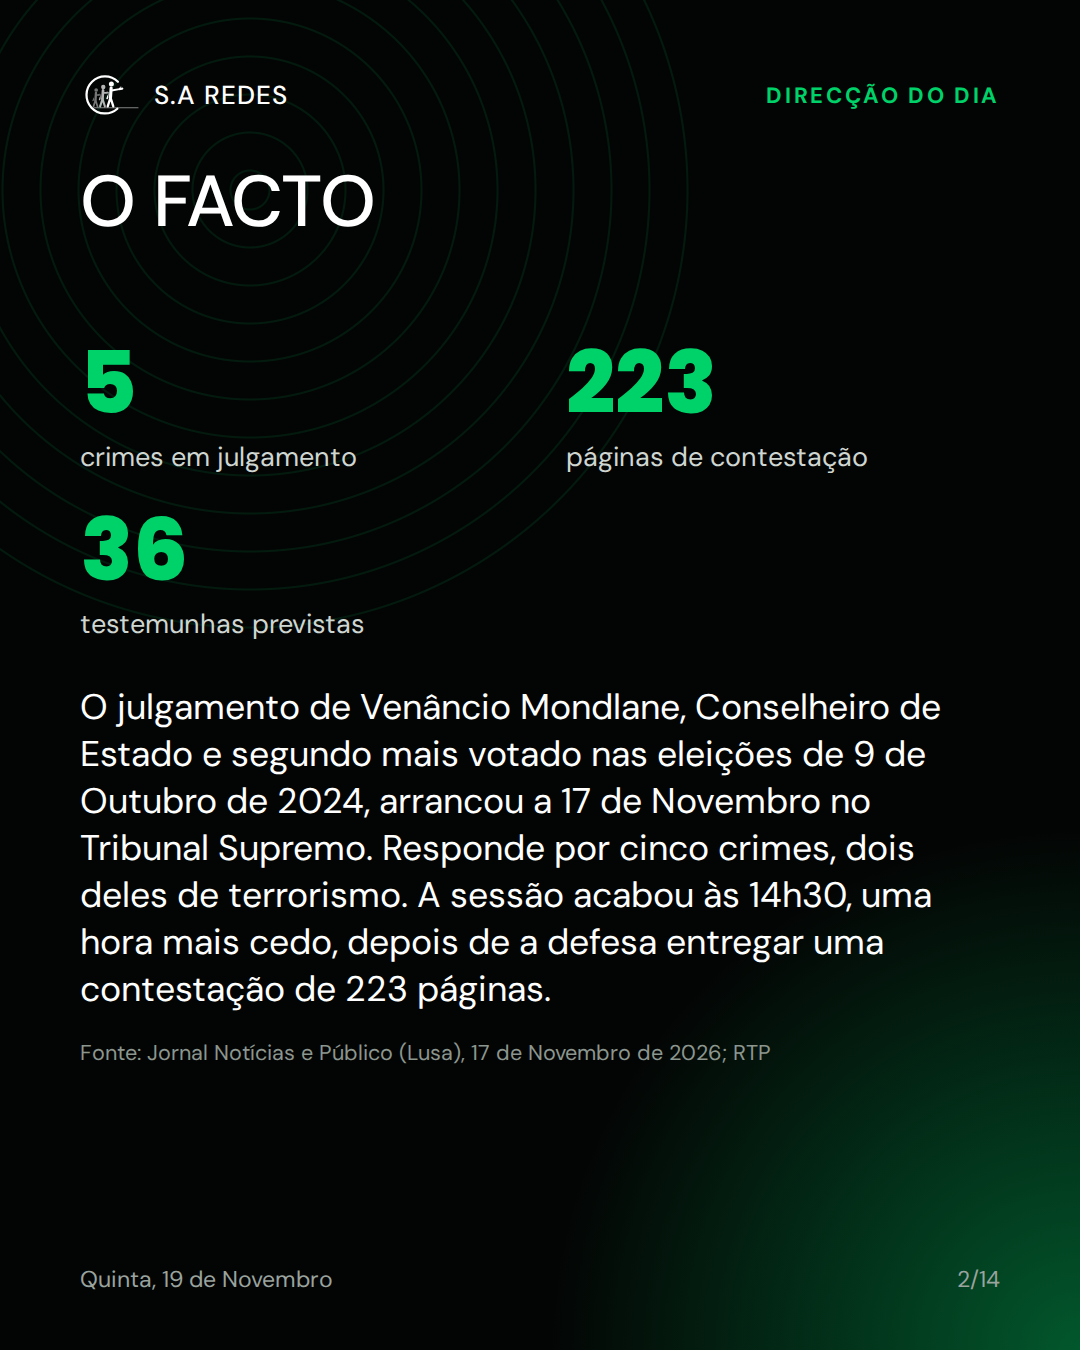 S.A REDES
DIRECÇÃO DO DIA
O FACTO
5
crimes em julgamento
223
páginas de contestação
36
testemunhas previstas
O julgamento de Venâncio Mondlane, Conselheiro de
Estado e segundo mais votado nas eleições de 9 de
Outubro de 2024, arrancou a 17 de Novembro no
Tribunal Supremo. Responde por cinco crimes, dois
deles de terrorismo. A sessão acabou às 14h30, uma
hora mais cedo, depois de a defesa entregar uma
contestação de 223 páginas.
Fonte: Jornal Notícias e Público (Lusa), 17 de Novembro de 2026; RTP
Quinta, 19 de Novembro
2/14